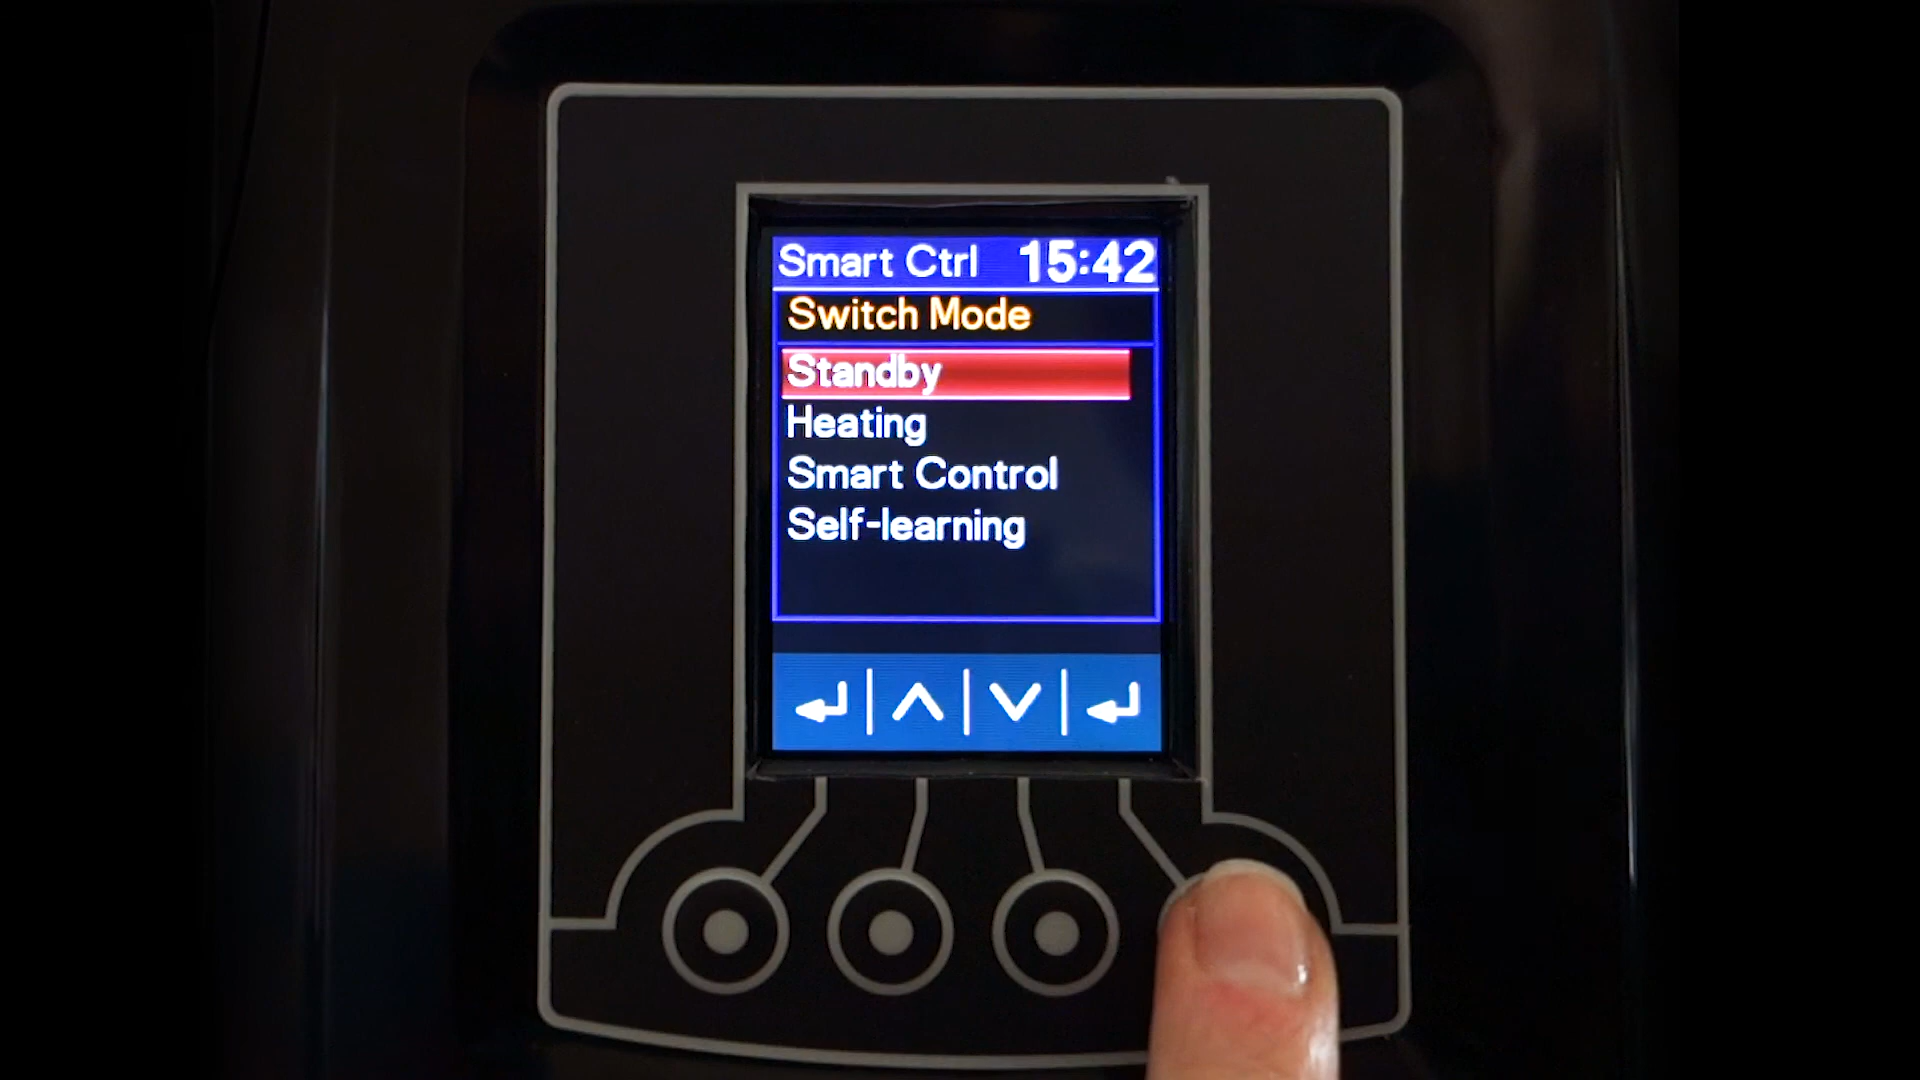 Smart Ctrl 15:42
Switch Mode
Standby
Heating
Smart Control
Self-learning